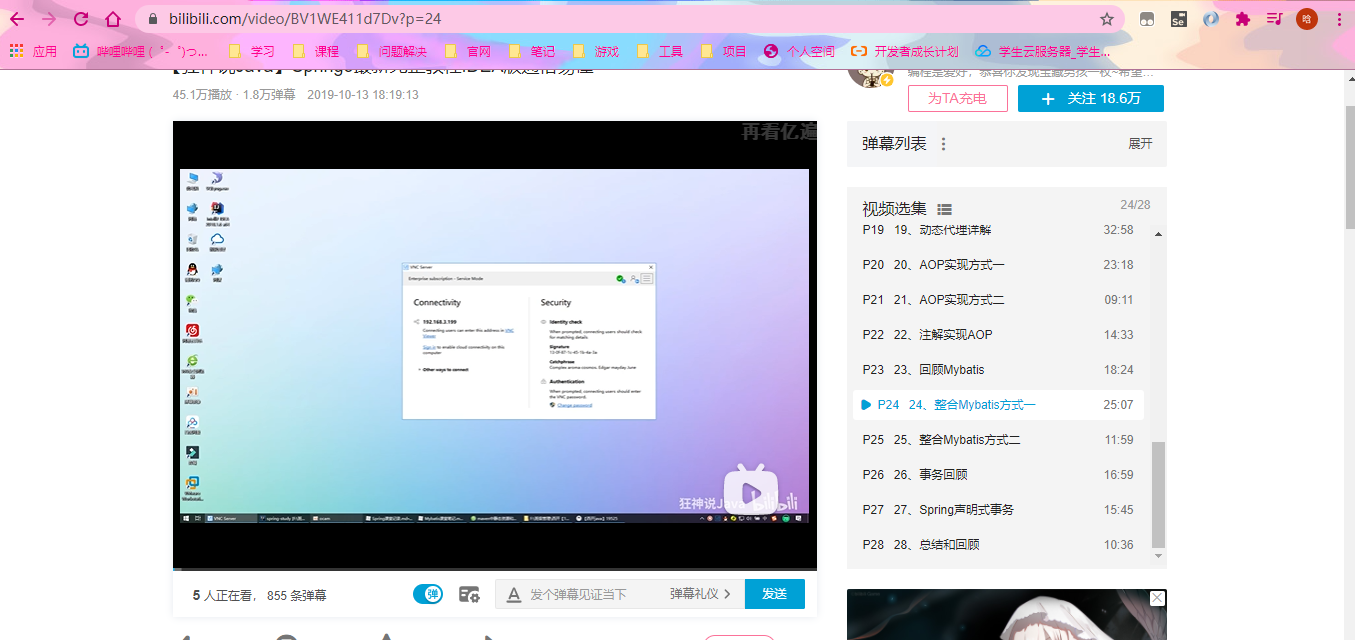 bilibili.com/video/BV1WE411d7Dv?p=24
哈
应用 哔哩哔哩 ( ゜- ゜)つ... 学习 课程 问题解决 官网 笔记 游戏 工具 项目 个人空间 开发者成长计划 学生云服务器_学生...
45.1万播放 · 1.8万弹幕 2019-10-13 18:19:13
为TA充电
+ 关注 18.6万
再看亿遍
弹幕列表
展开
视频选集
24/28
P19 19、动态代理详解 32:58
P20 20、AOP实现方式一 23:18
P21 21、AOP实现方式二 09:11
P22 22、注解实现AOP 14:33
P23 23、回顾Mybatis 18:24
P24 24、整合Mybatis方式一 25:07
P25 25、整合Mybatis方式二 11:59
P26 26、事务回顾 16:59
P27 27、Spring声明式事务 15:45
P28 28、总结和回顾 10:36
VNC Server
Enterprise subscription - Service Mode
Connectivity
192.168.3.199
Connecting users can enter this address in VNC
Viewer
Sign in to enable cloud connectivity on this
computer
Other ways to connect
Security
Identity check
When prompted, connecting users should check
for matching details
Signature
Catchphrase
Complex aroma cosmos. Edgar mayday june
Authentication
When prompted, connecting users should enter
the VNC password.
Change password
狂神说Java bilibili
VNC Server
5 人正在看， 855 条弹幕
弹
发个弹幕见证当下
弹幕礼仪
发送